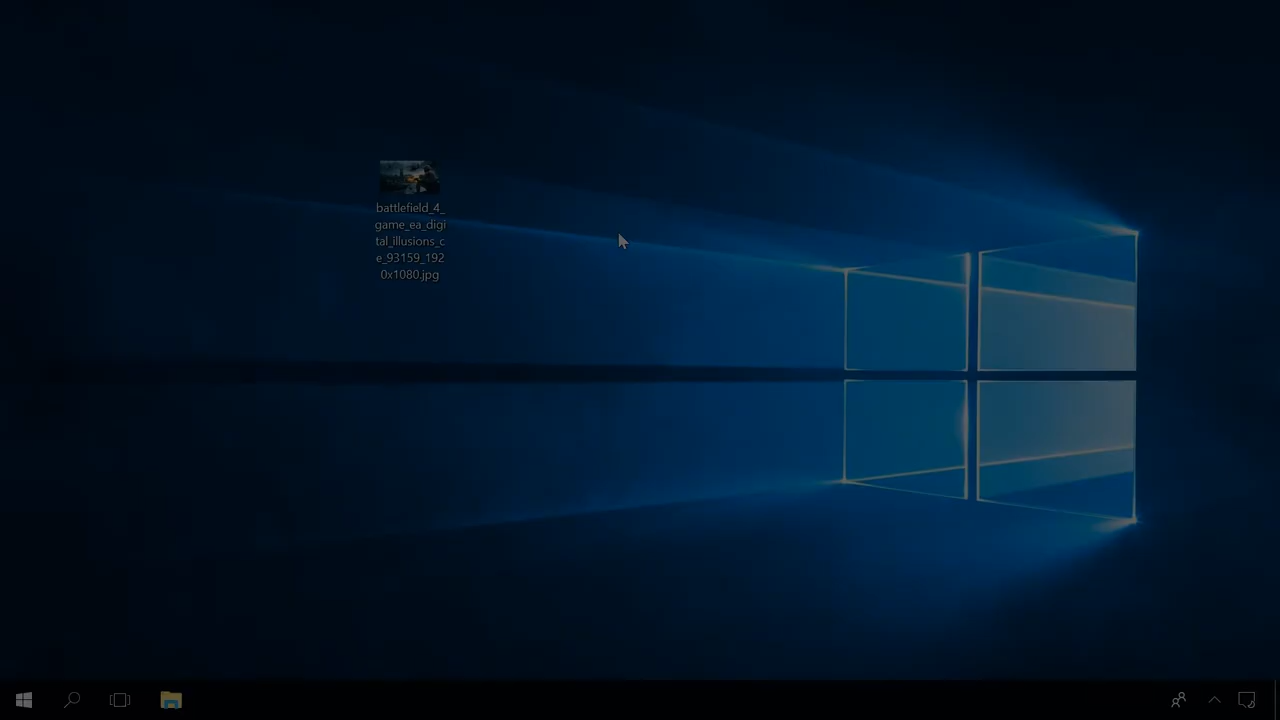 battlefield_4_
game_ea_digi
tal_illusions_c
e_93159_192
0x1080.jpg